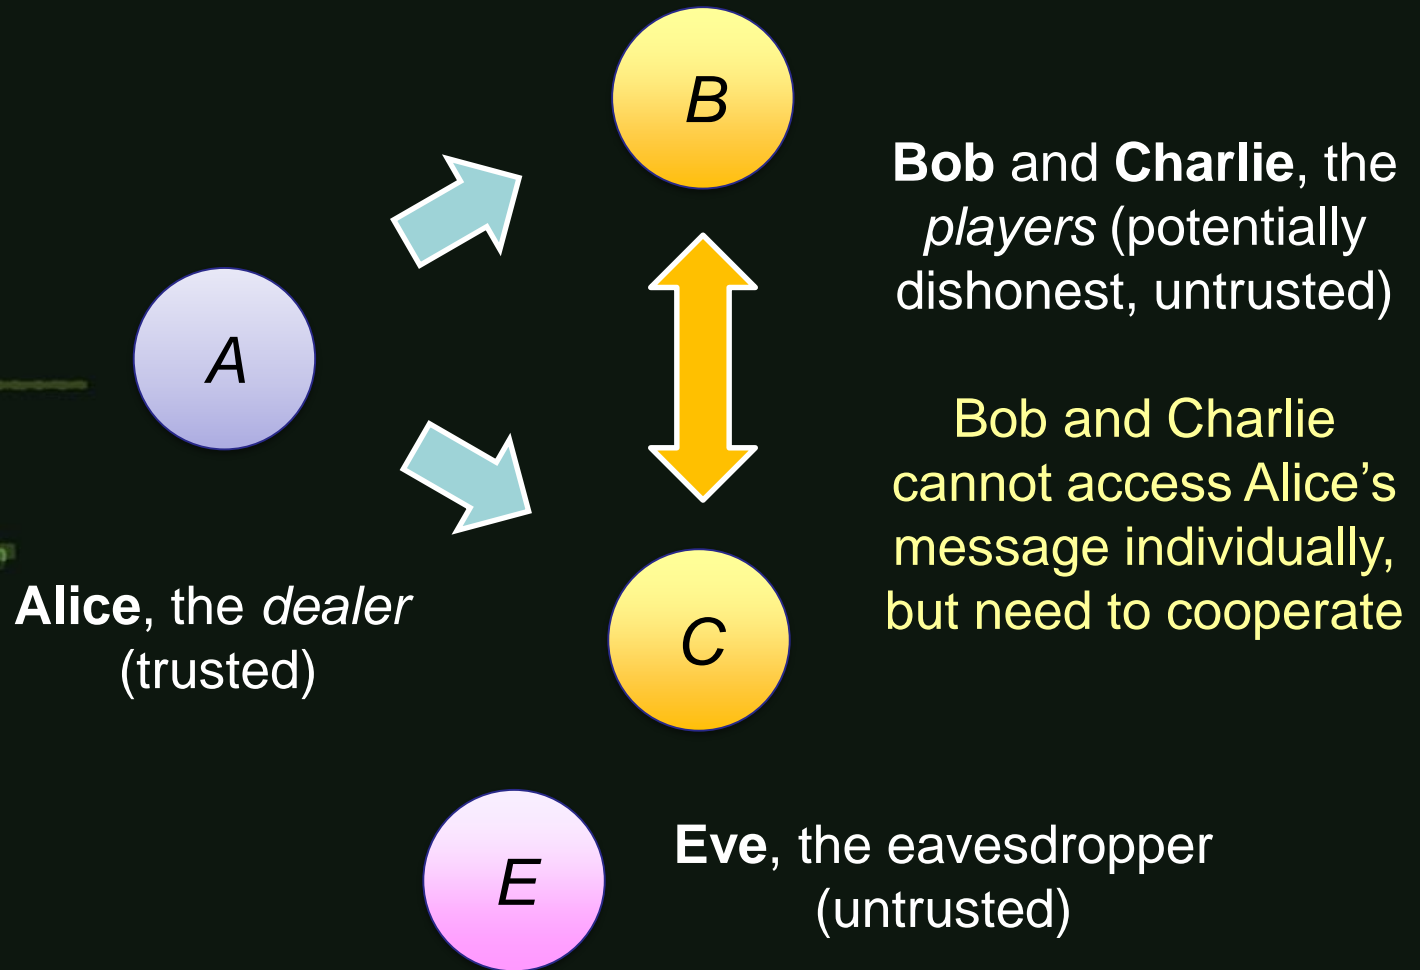 B
Bob and Charlie, the
players (potentially
dishonest, untrusted)
A
Bob and Charlie
cannot access Alice's
message individually,
but need to cooperate
Alice, the dealer
(trusted)
C
E
Eve, the eavesdropper
(untrusted)